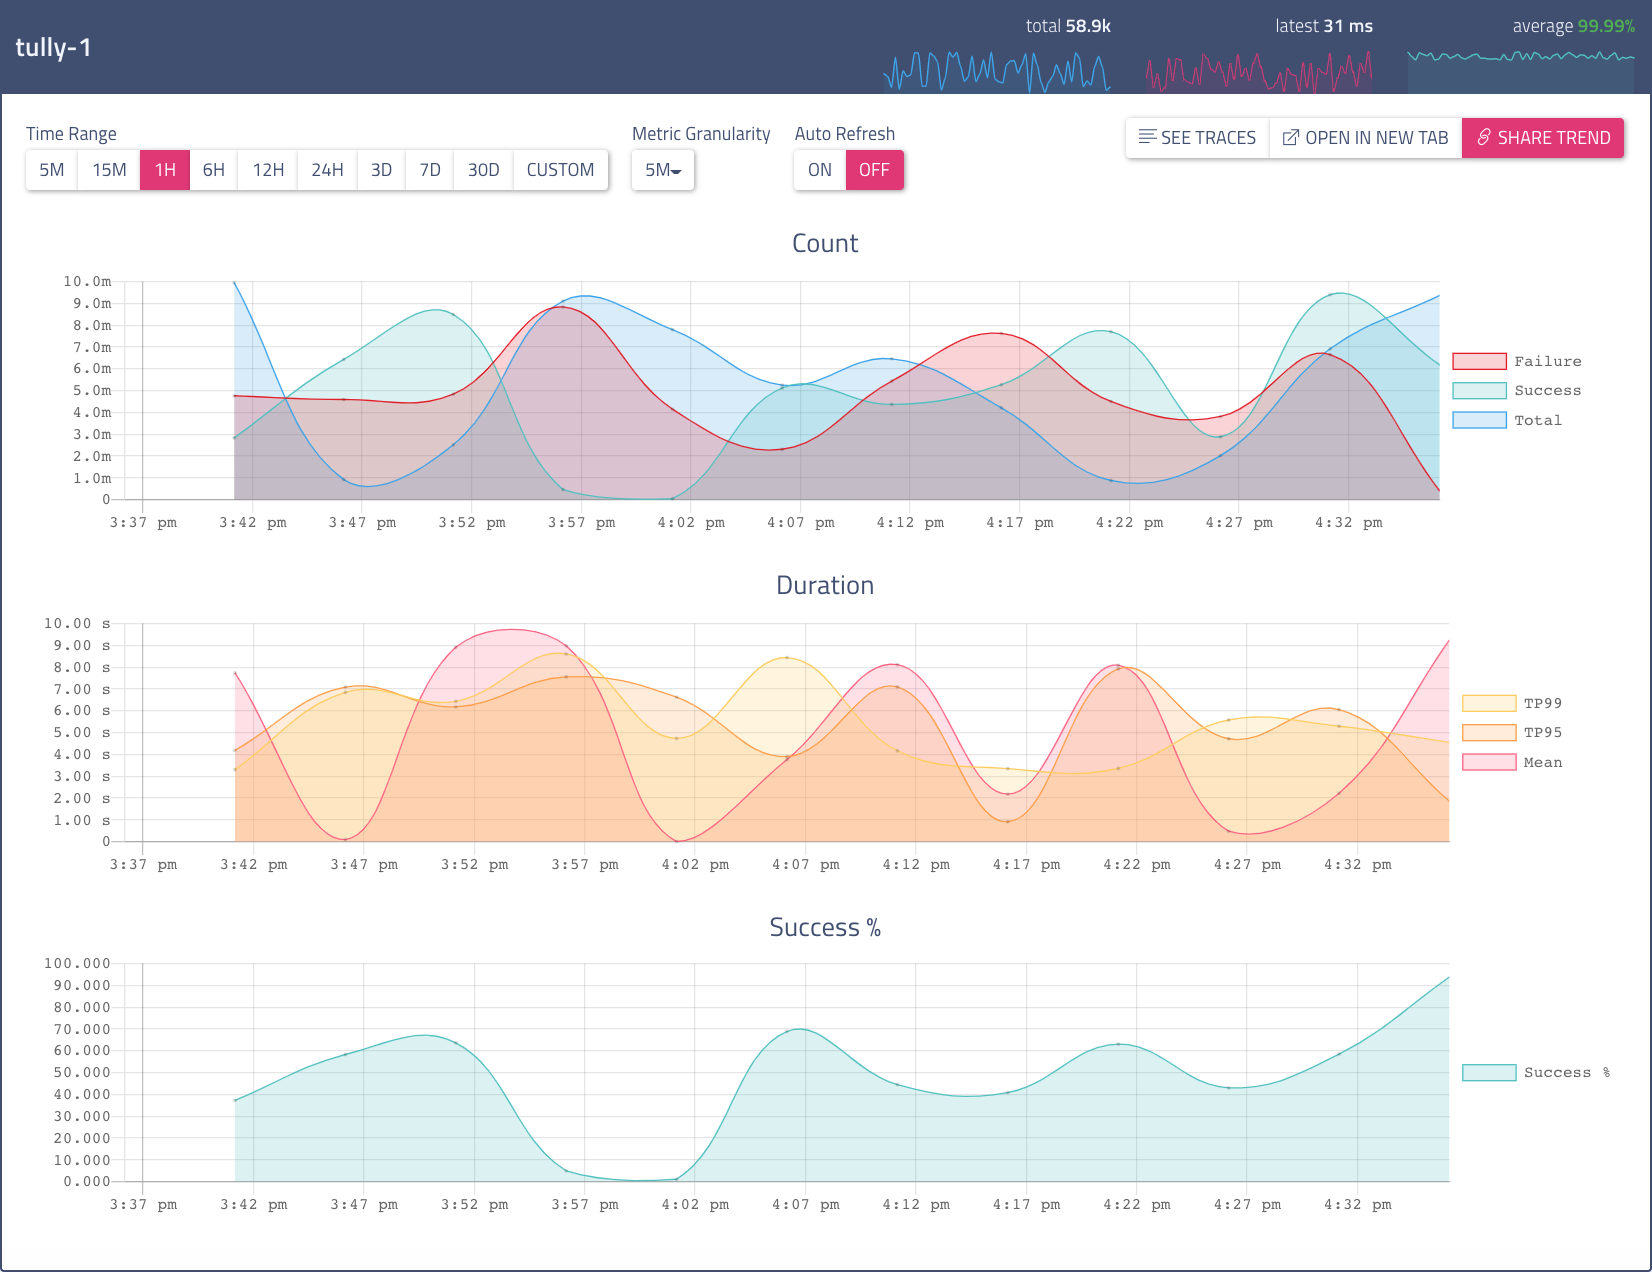 tully-1
total 58.9k
latest 31 ms
average 99.99%
Time Range
5M 15M 1H 6H 12H 24H 3D 7D 30D CUSTOM
Metric Granularity
5M
Auto Refresh
ON OFF
SEE TRACES OPEN IN NEW TAB SHARE TREND
Count
10.0m
9.0m
8.0m
7.0m
6.0m
5.0m
4.0m
3.0m
2.0m
1.0m
0
3:37 pm 3:42 pm 3:47 pm 3:52 pm 3:57 pm 4:02 pm 4:07 pm 4:12 pm 4:17 pm 4:22 pm 4:27 pm 4:32 pm
Failure
Success
Total
Duration
10.00 s
9.00 s
8.00 s
7.00 s
6.00 s
5.00 s
4.00 s
3.00 s
2.00 s
1.00 s
0
3:37 pm 3:42 pm 3:47 pm 3:52 pm 3:57 pm 4:02 pm 4:07 pm 4:12 pm 4:17 pm 4:22 pm 4:27 pm 4:32 pm
TP99
TP95
Mean
Success %
100.000
90.000
80.000
70.000
60.000
50.000
40.000
30.000
20.000
10.000
0.000
3:37 pm 3:42 pm 3:47 pm 3:52 pm 3:57 pm 4:02 pm 4:07 pm 4:12 pm 4:17 pm 4:22 pm 4:27 pm 4:32 pm
Success %